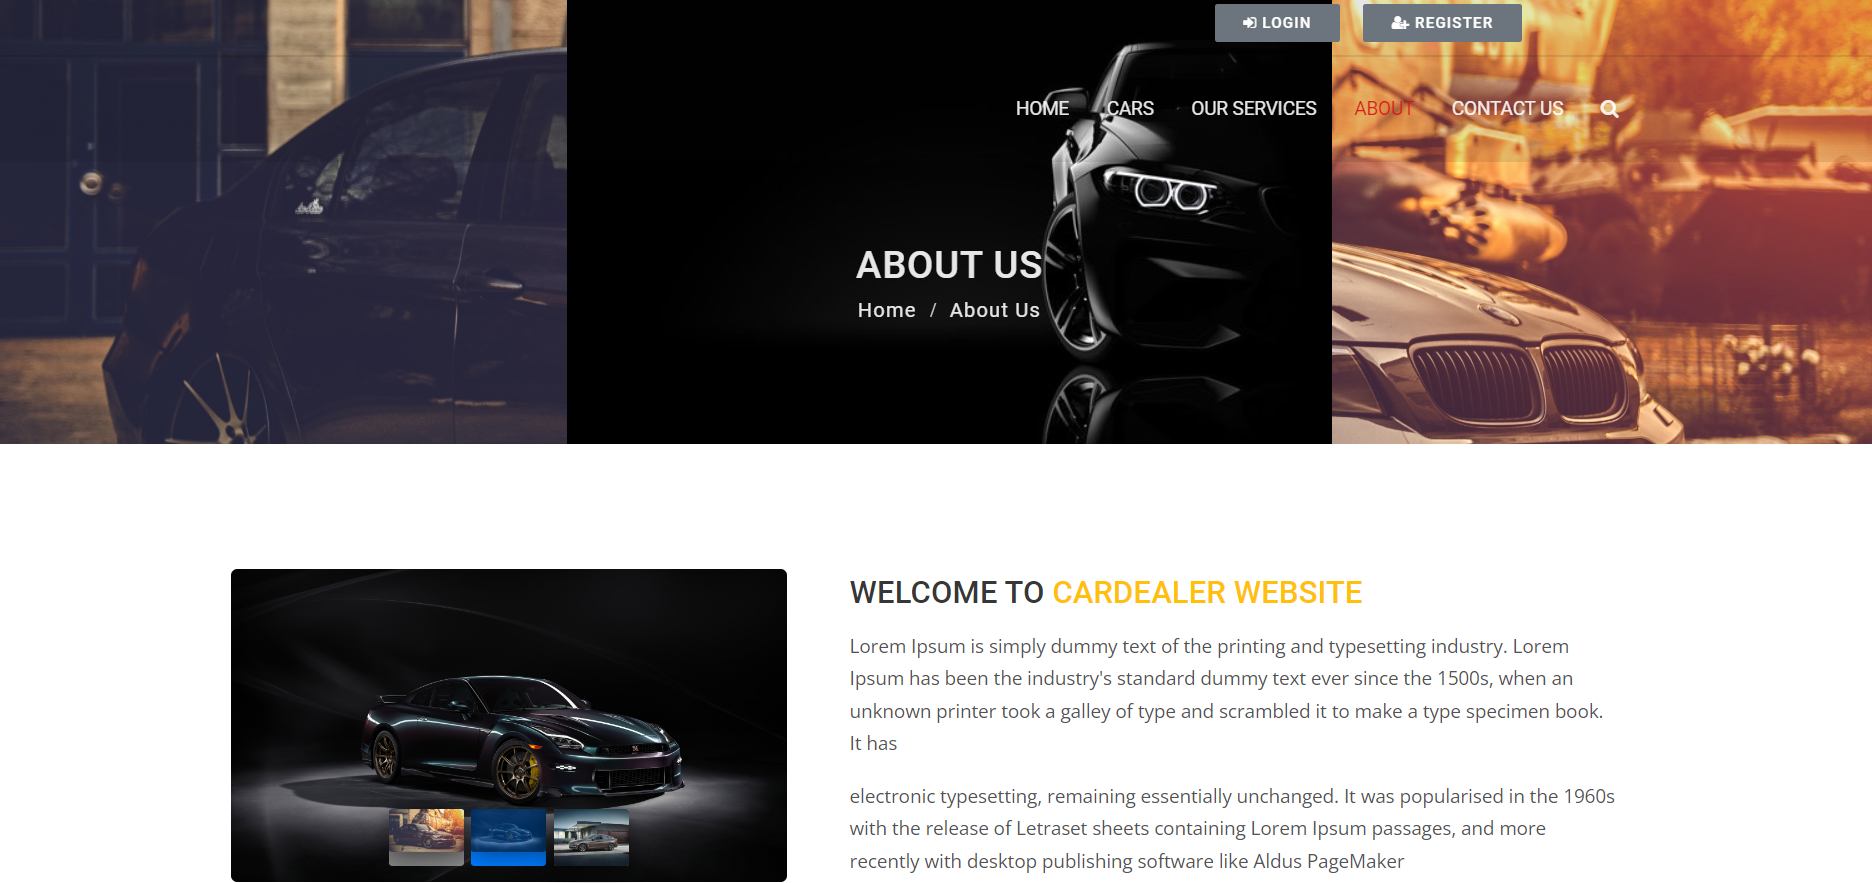 LOGIN
REGISTER
HOME
CARS
OUR SERVICES
ABOUT
CONTACT US
ABOUT US
Home / About Us
WELCOME TO CARDEALER WEBSITE
Lorem Ipsum is simply dummy text of the printing and typesetting industry. Lorem
Ipsum has been the industry's standard dummy text ever since the 1500s, when an
unknown printer took a galley of type and scrambled it to make a type specimen book.
It has
electronic typesetting, remaining essentially unchanged. It was popularised in the 1960s
with the release of Letraset sheets containing Lorem Ipsum passages, and more
recently with desktop publishing software like Aldus PageMaker